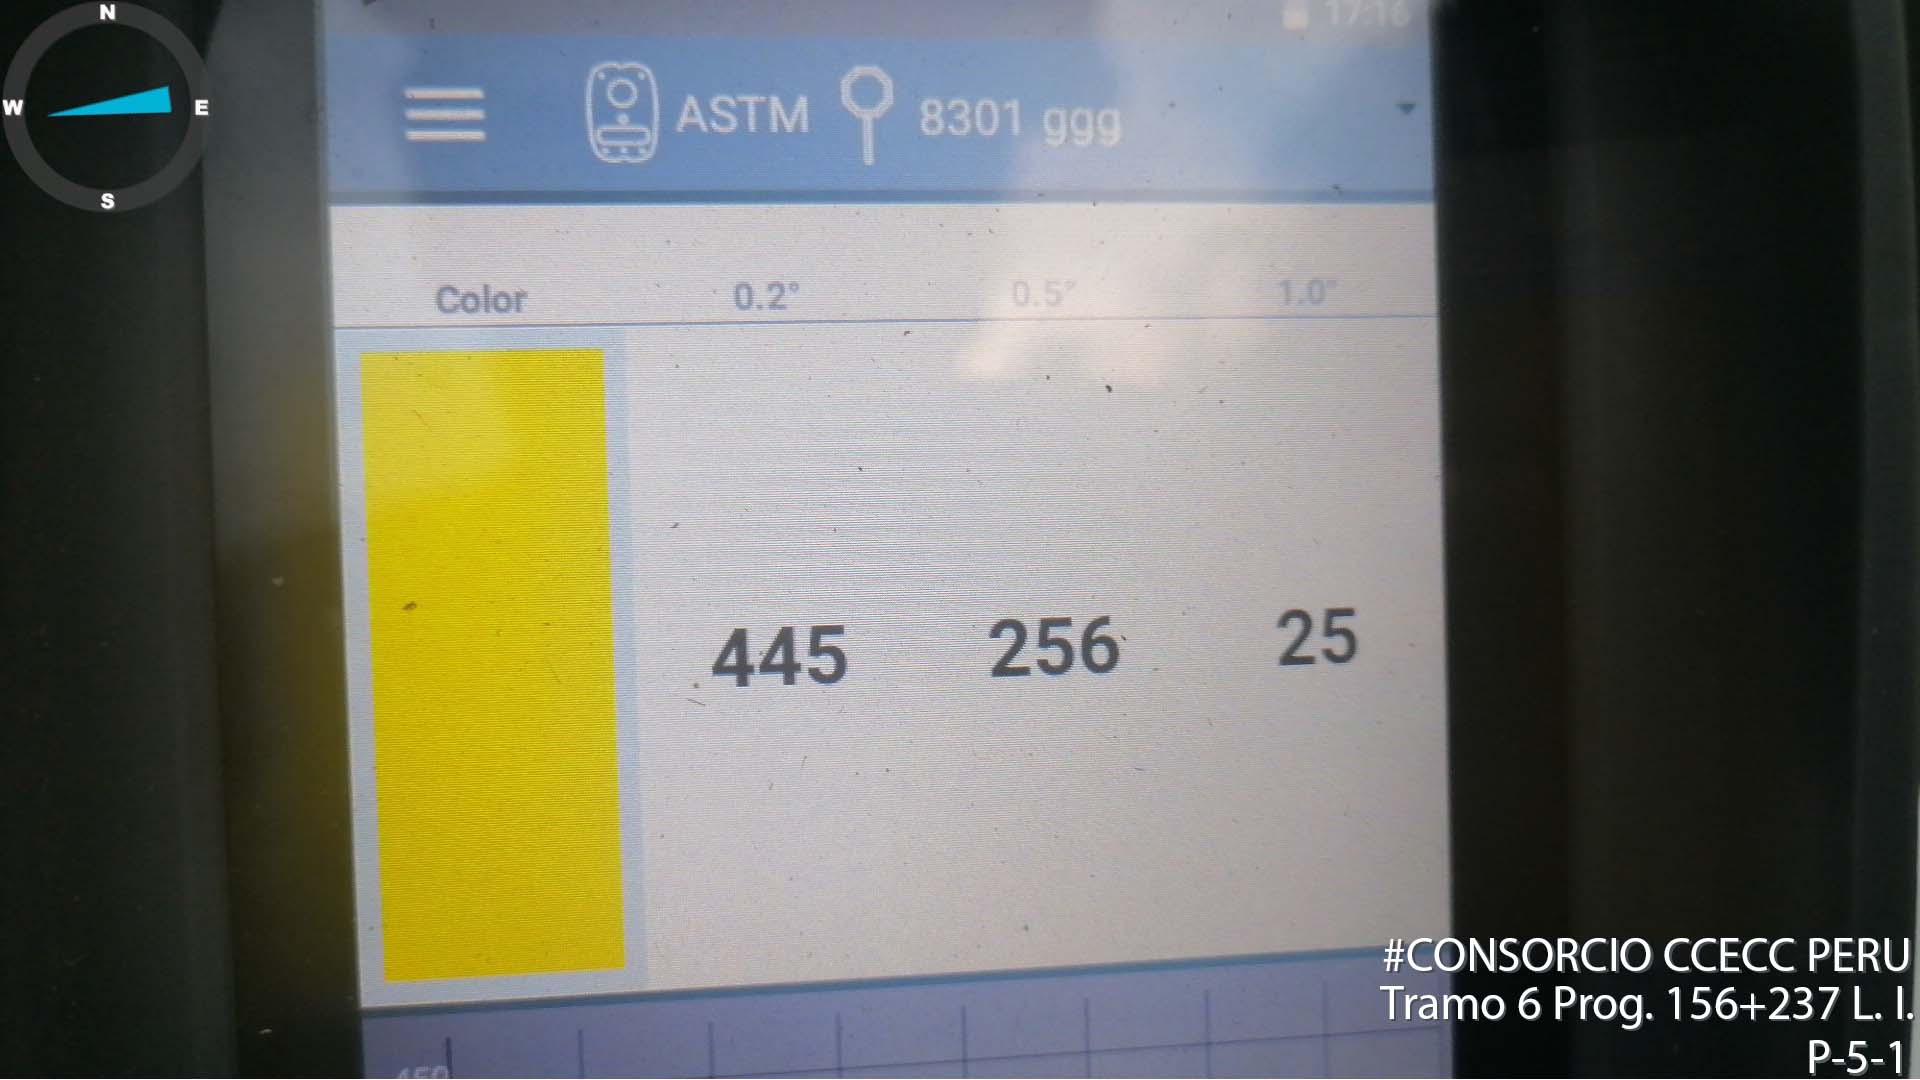 N
W E
S
17:16
ASTM 8301 ggg
Color 0.2° 0.5° 1.0°
445 256 25
450
#CONSORCIO CCECC PERU
Tramo 6 Prog. 156+237 L. I.
P-5-1